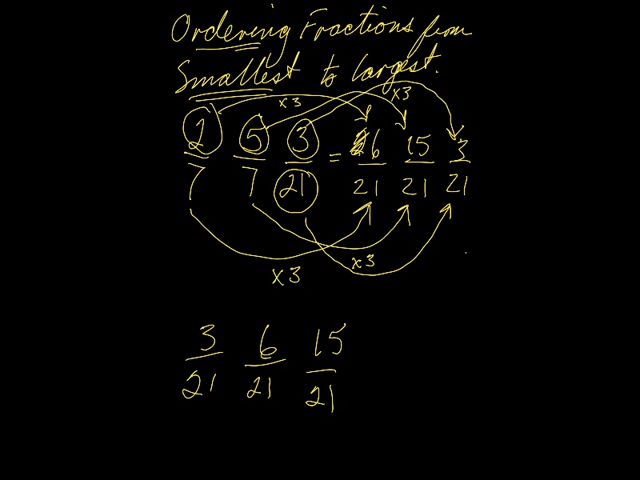 Ordering Fractions from
Smallest to largest.
x3 x3
2 5 3 = 6 15 3
7 7 21 21 21 21
x3 x3
3 6 15
21 21 21